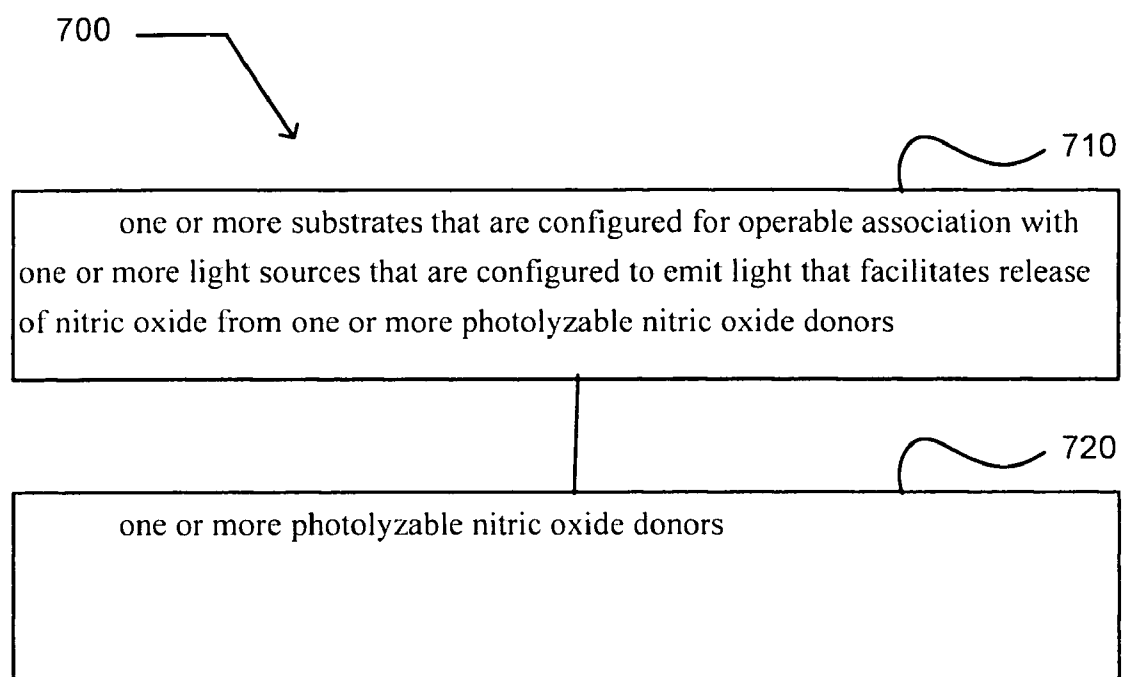 700
710
one or more substrates that are configured for operable association with
one or more light sources that are configured to emit light that facilitates release
of nitric oxide from one or more photolyzable nitric oxide donors
720
one or more photolyzable nitric oxide donors